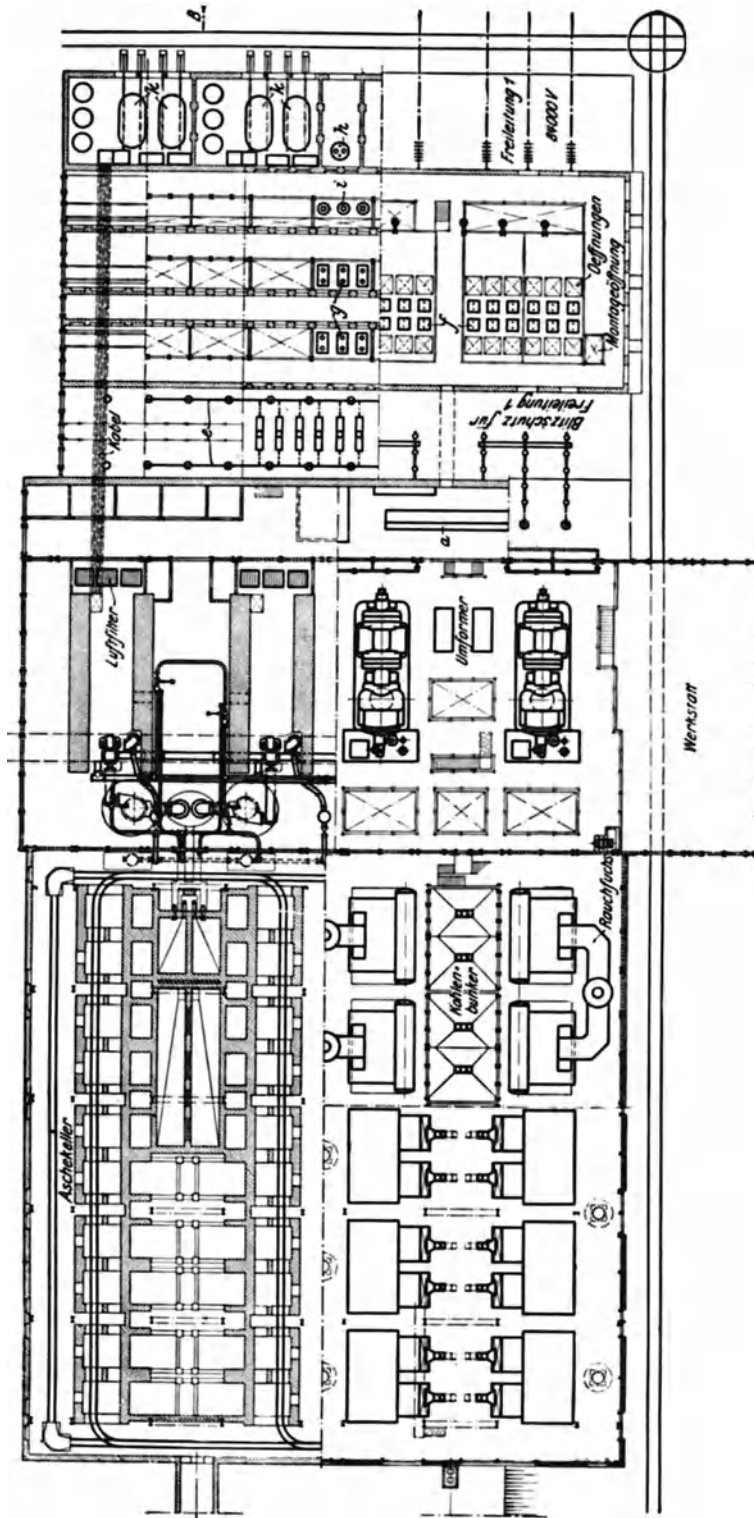 B
k
k
h
i
Freileitung 1
84000 V
g
f
Oeffnungen
Montageöffnung
Kabel
e
Blitzschutz für
Freileitung 1
a
Luftfilter
Umformer
Werkstatt
Rauchfuchs
Kohlen-
bunker
Aschekeller